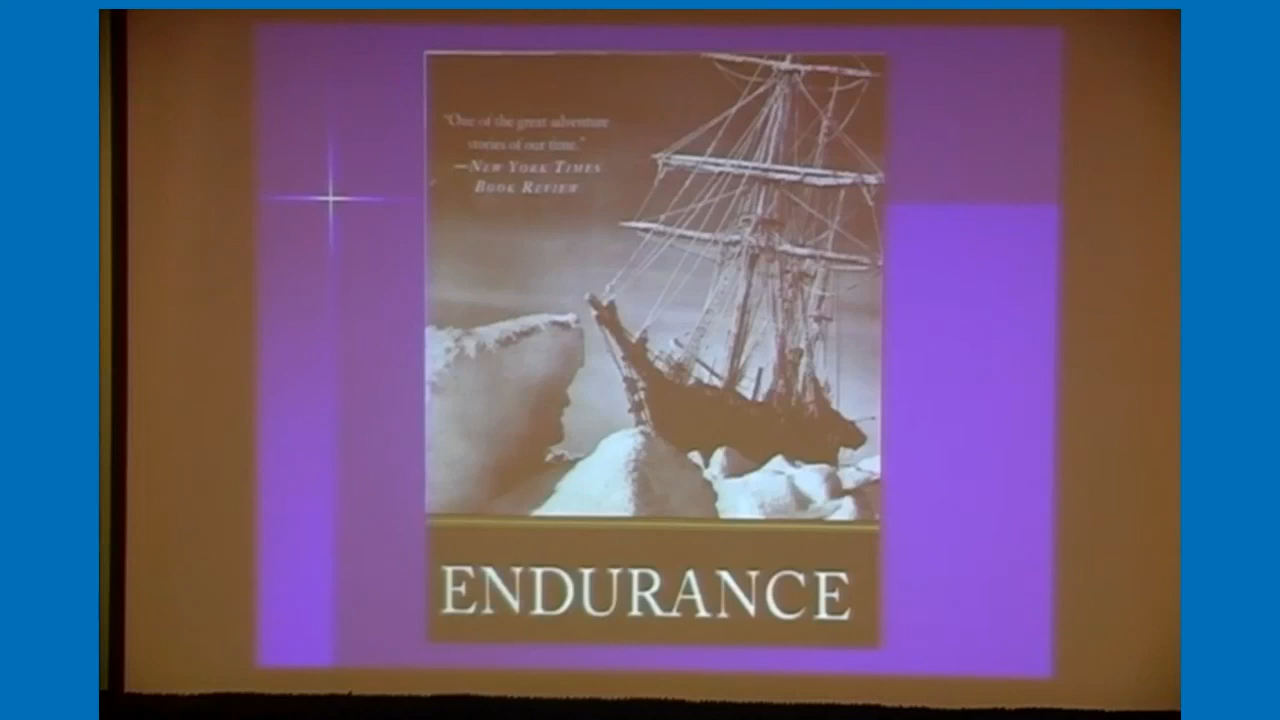 "One of the great adventure
stories of our time."
—NEW YORK TIMES
BOOK REVIEW
ENDURANCE